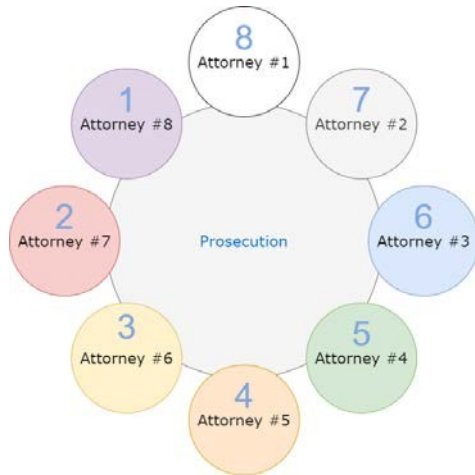 8
Attorney #1
1
Attorney #8
7
Attorney #2
2
Attorney #7
Prosecution
6
Attorney #3
3
Attorney #6
5
Attorney #4
4
Attorney #5